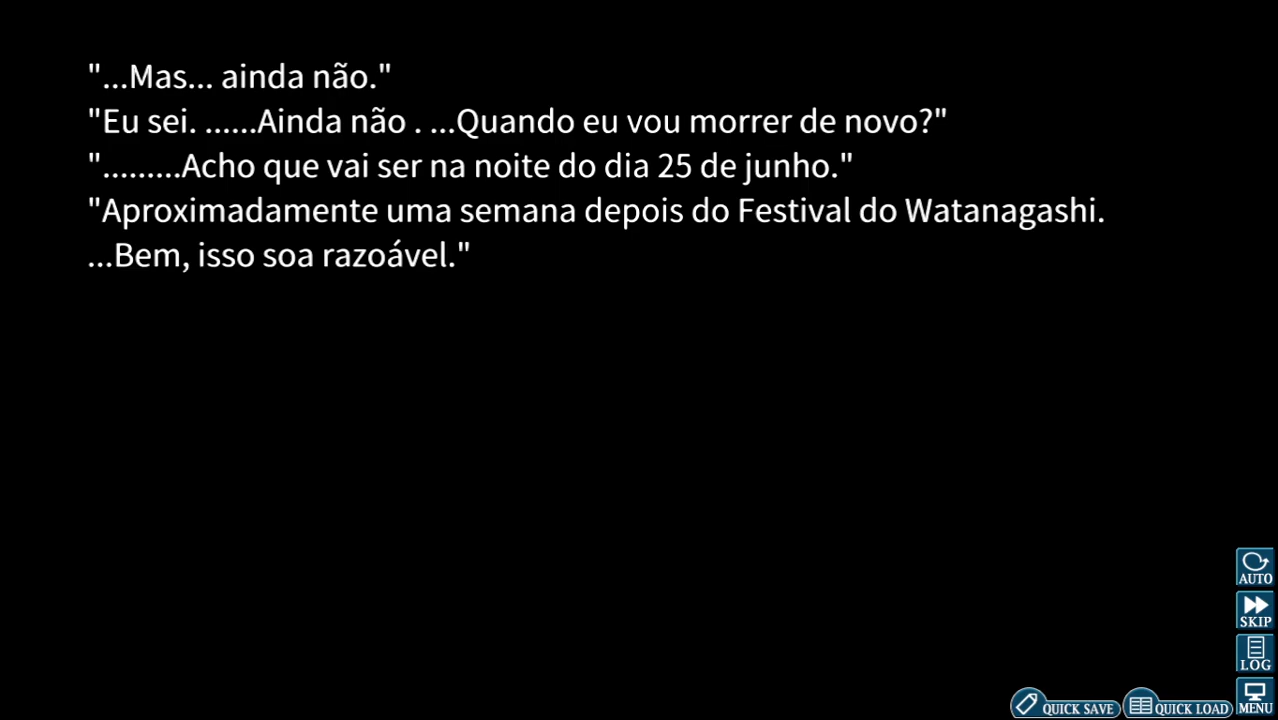 "...Mas... ainda não."
"Eu sei. ......Ainda não . ...Quando eu vou morrer de novo?"
".........Acho que vai ser na noite do dia 25 de junho."
"Aproximadamente uma semana depois do Festival do Watanagashi.
...Bem, isso soa razoável."
AUTO
SKIP
LOG
QUICK SAVE
QUICK LOAD
MENU